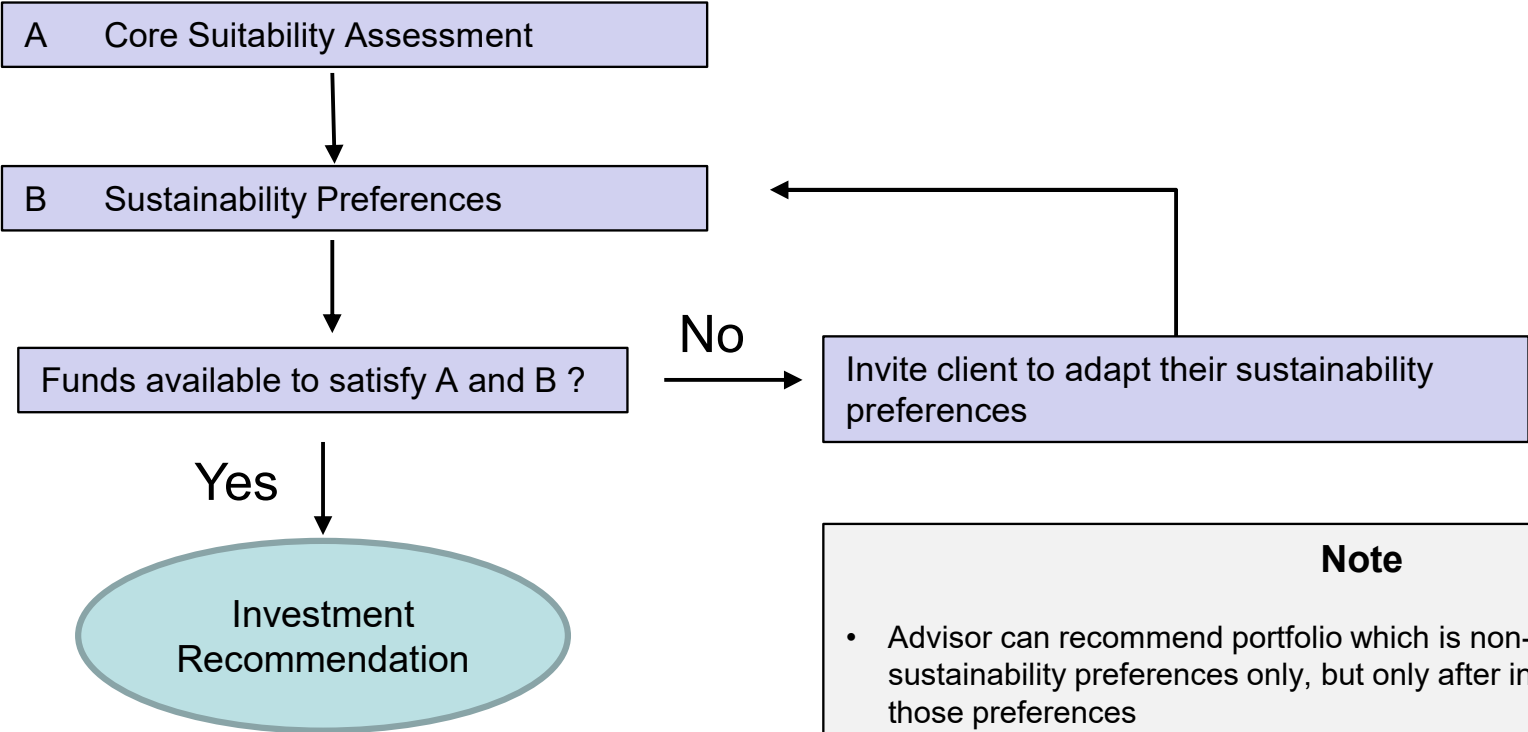 A Core Suitability Assessment
B Sustainability Preferences
No
Funds available to satisfy A and B ?
Invite client to adapt their sustainability
preferences
Yes
Investment
Recommendation
Note
• Advisor can recommend portfolio which is non-
sustainability preferences only, but only after
those preferences